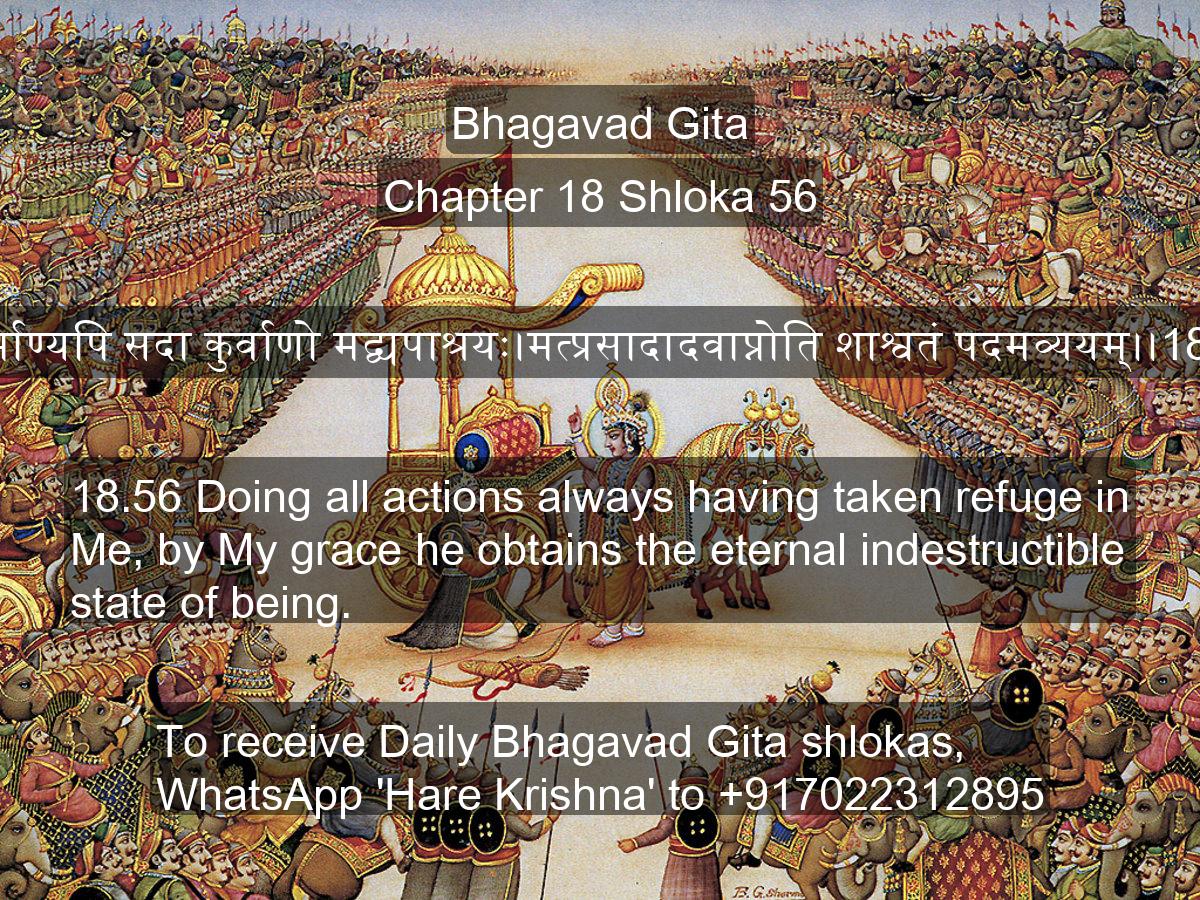 Bhagavad Gita
Chapter 18 Shloka 56
सदा कुर्वाणो मद्व्यपाश्रयः।मत्प्रसादादवाप्नोति शाश्वतं पदमव्ययम्।।18
18.56 Doing all actions always having taken refuge in
Me, by My grace he obtains the eternal indestructible
state of being.
To receive Daily Bhagavad Gita shlokas,
WhatsApp 'Hare Krishna' to +917022312895
B. G. Sharma